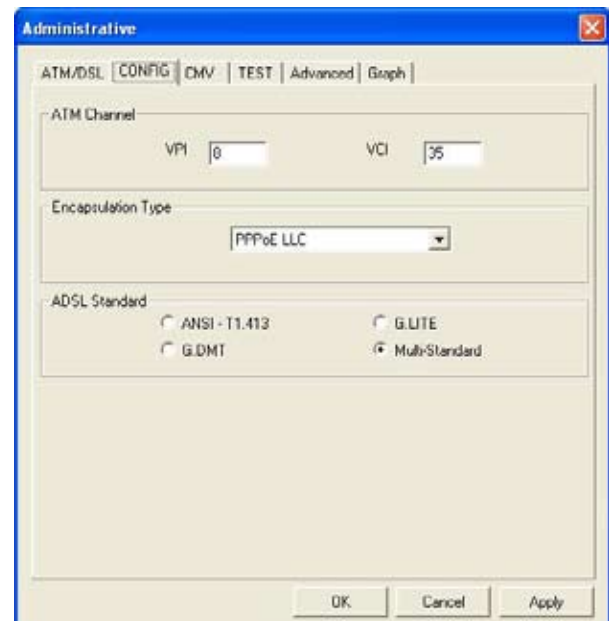 Administrative
ATM/DSL CONFIG CMV TEST Advanced Graph
ATM Channel
VPI 8 VCI 35
Encapsulation Type
PPPoE LLC
ADSL Standard
ANSI - T1.413 G.LITE
G.DMT Multi-Standard
OK Cancel Apply